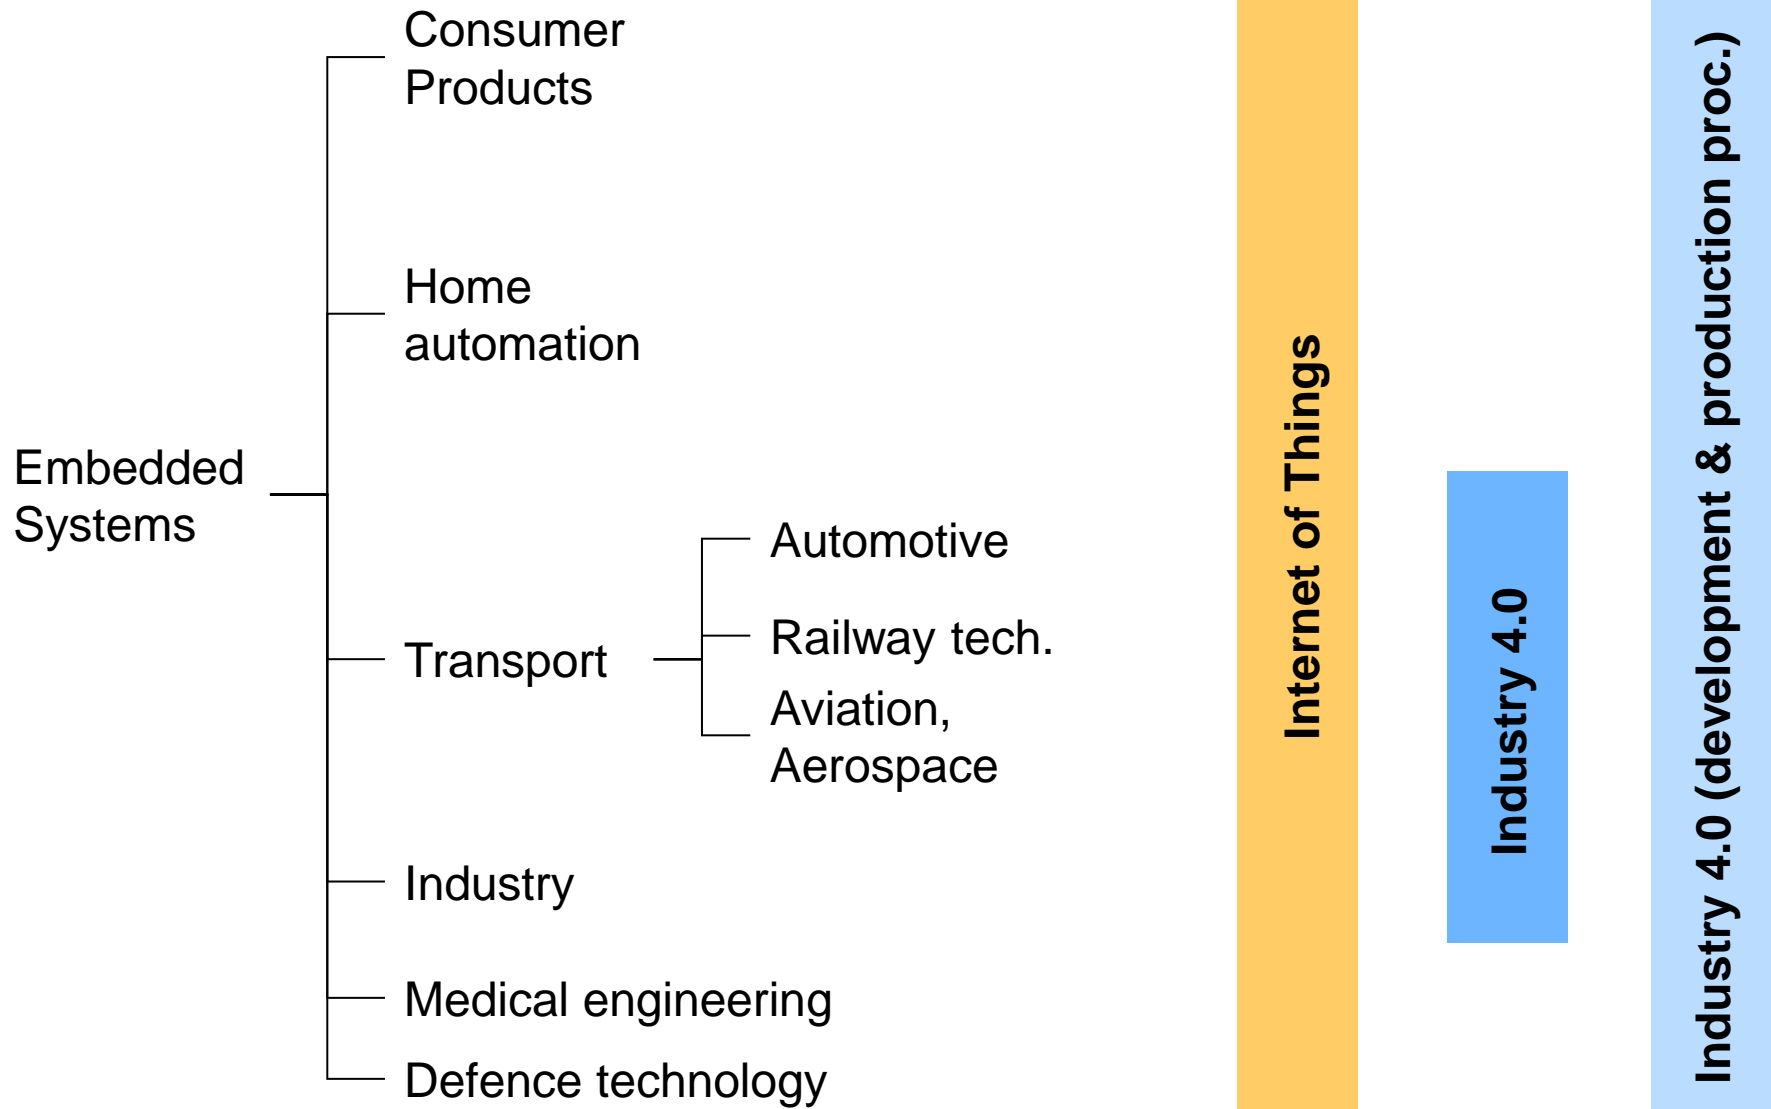 Consumer
Products
Home
automation
Embedded
Systems
Transport
Automotive
Railway tech.
Aviation,
Aerospace
Industry
Medical engineering
Defence technology
Internet of Things
Industry 4.0
Industry 4.0 (development & production proc.)